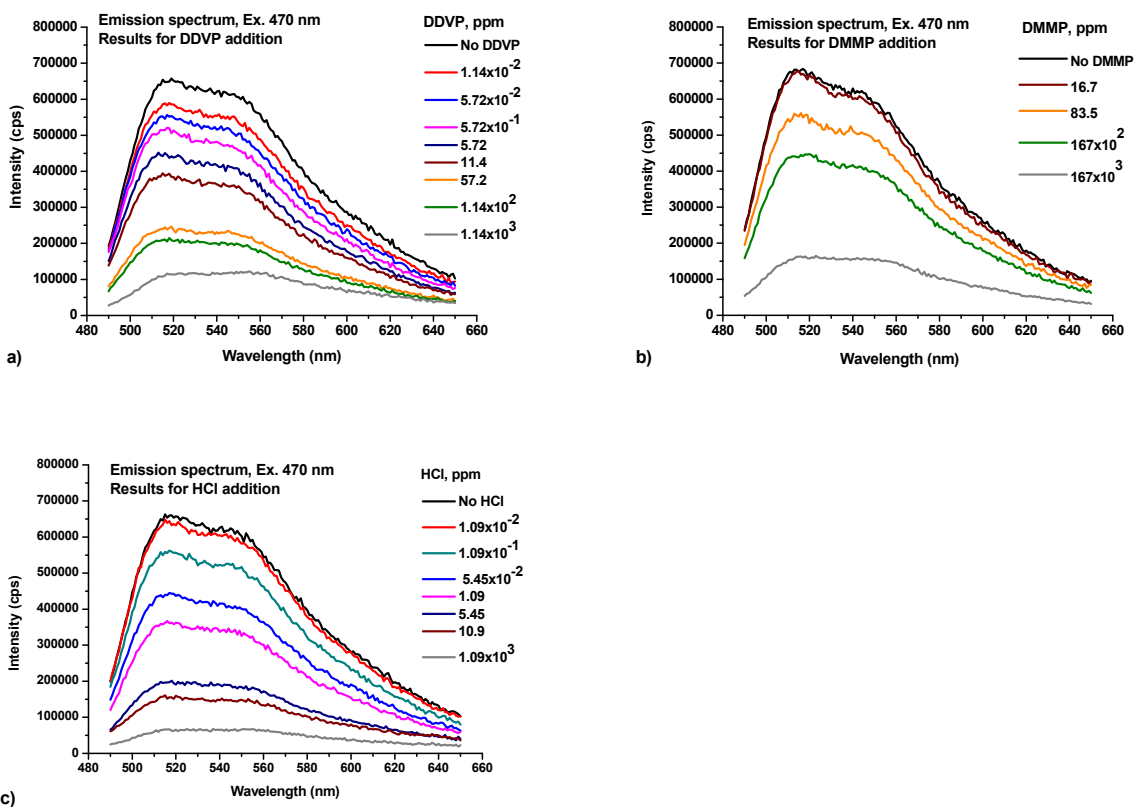 Emission spectrum, Ex. 470 nm
Results for DDVP addition
DDVP, ppm
No DDVP
1.14x10^-2
5.72x10^-2
5.72x10^-1
5.72
11.4
57.2
1.14x10^2
1.14x10^3
800000
700000
600000
500000
400000
300000
200000
100000
0
Intensity (cps)
480 500 520 540 560 580 600 620 640 660
Wavelength (nm)
a)
Emission spectrum, Ex. 470 nm
Results for DMMP addition
DMMP, ppm
No DMMP
16.7
83.5
167x10^2
167x10^3
800000
700000
600000
500000
400000
300000
200000
100000
0
Intensity (cps)
480 500 520 540 560 580 600 620 640 660
Wavelength (nm)
b)
Emission spectrum, Ex. 470 nm
Results for HCl addition
HCl, ppm
No HCl
1.09x10^-2
1.09x10^-1
5.45x10^-2
1.09
5.45
10.9
1.09x10^3
800000
700000
600000
500000
400000
300000
200000
100000
0
Intensity (cps)
480 500 520 540 560 580 600 620 640 660
Wavelength (nm)
c)